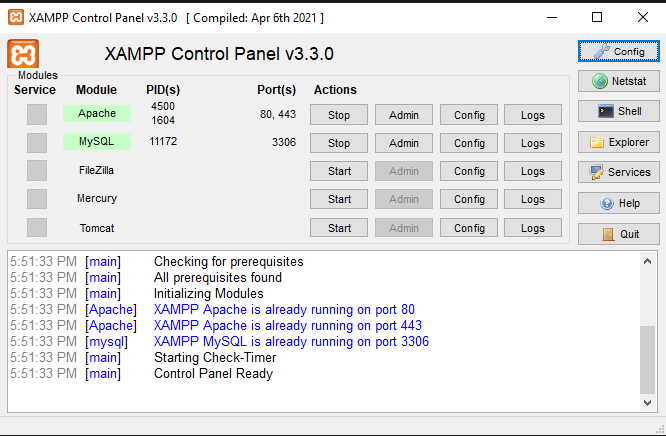 XAMPP Control Panel v3.3.0 [ Compiled: Apr 6th 2021 ]
XAMPP Control Panel v3.3.0
Config
Modules
Service Module PID(s) Port(s) Actions
Netstat
Apache 4500 1604 80, 443 Stop Admin Config Logs
Shell
MySQL 11172 3306 Stop Admin Config Logs
Explorer
FileZilla Start Admin Config Logs
Services
Mercury Start Admin Config Logs
Help
Tomcat Start Admin Config Logs
Quit
5:51:33 PM [main] Checking for prerequisites
5:51:33 PM [main] All prerequisites found
5:51:33 PM [main] Initializing Modules
5:51:33 PM [Apache] XAMPP Apache is already running on port 80
5:51:33 PM [Apache] XAMPP Apache is already running on port 443
5:51:33 PM [mysql] XAMPP MySQL is already running on port 3306
5:51:33 PM [main] Starting Check-Timer
5:51:33 PM [main] Control Panel Ready